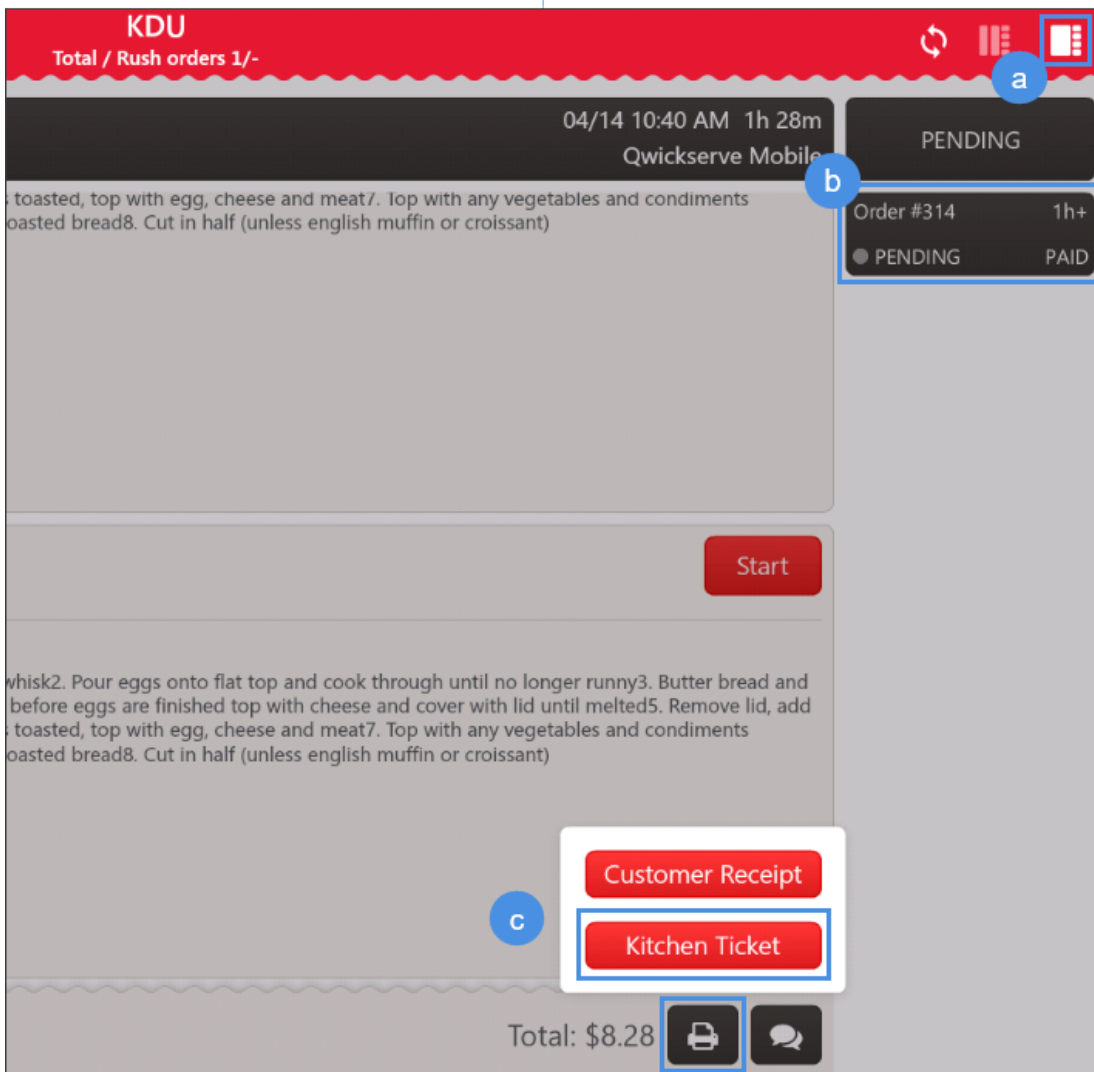 KDU
Total / Rush orders 1/-
a
04/14 10:40 AM 1h 28m
Qwickserve Mobile
PENDING
b
toasted, top with egg, cheese and meat7. Top with any vegetables and condiments
oasted bread8. Cut in half (unless english muffin or croissant)
Order #314 1h+
PENDING PAID
Start
whisk2. Pour eggs onto flat top and cook through until no longer runny3. Butter bread and
before eggs are finished top with cheese and cover with lid until melted5. Remove lid, add
toasted, top with egg, cheese and meat7. Top with any vegetables and condiments
oasted bread8. Cut in half (unless english muffin or croissant)
Customer Receipt
c
Kitchen Ticket
Total: $8.28